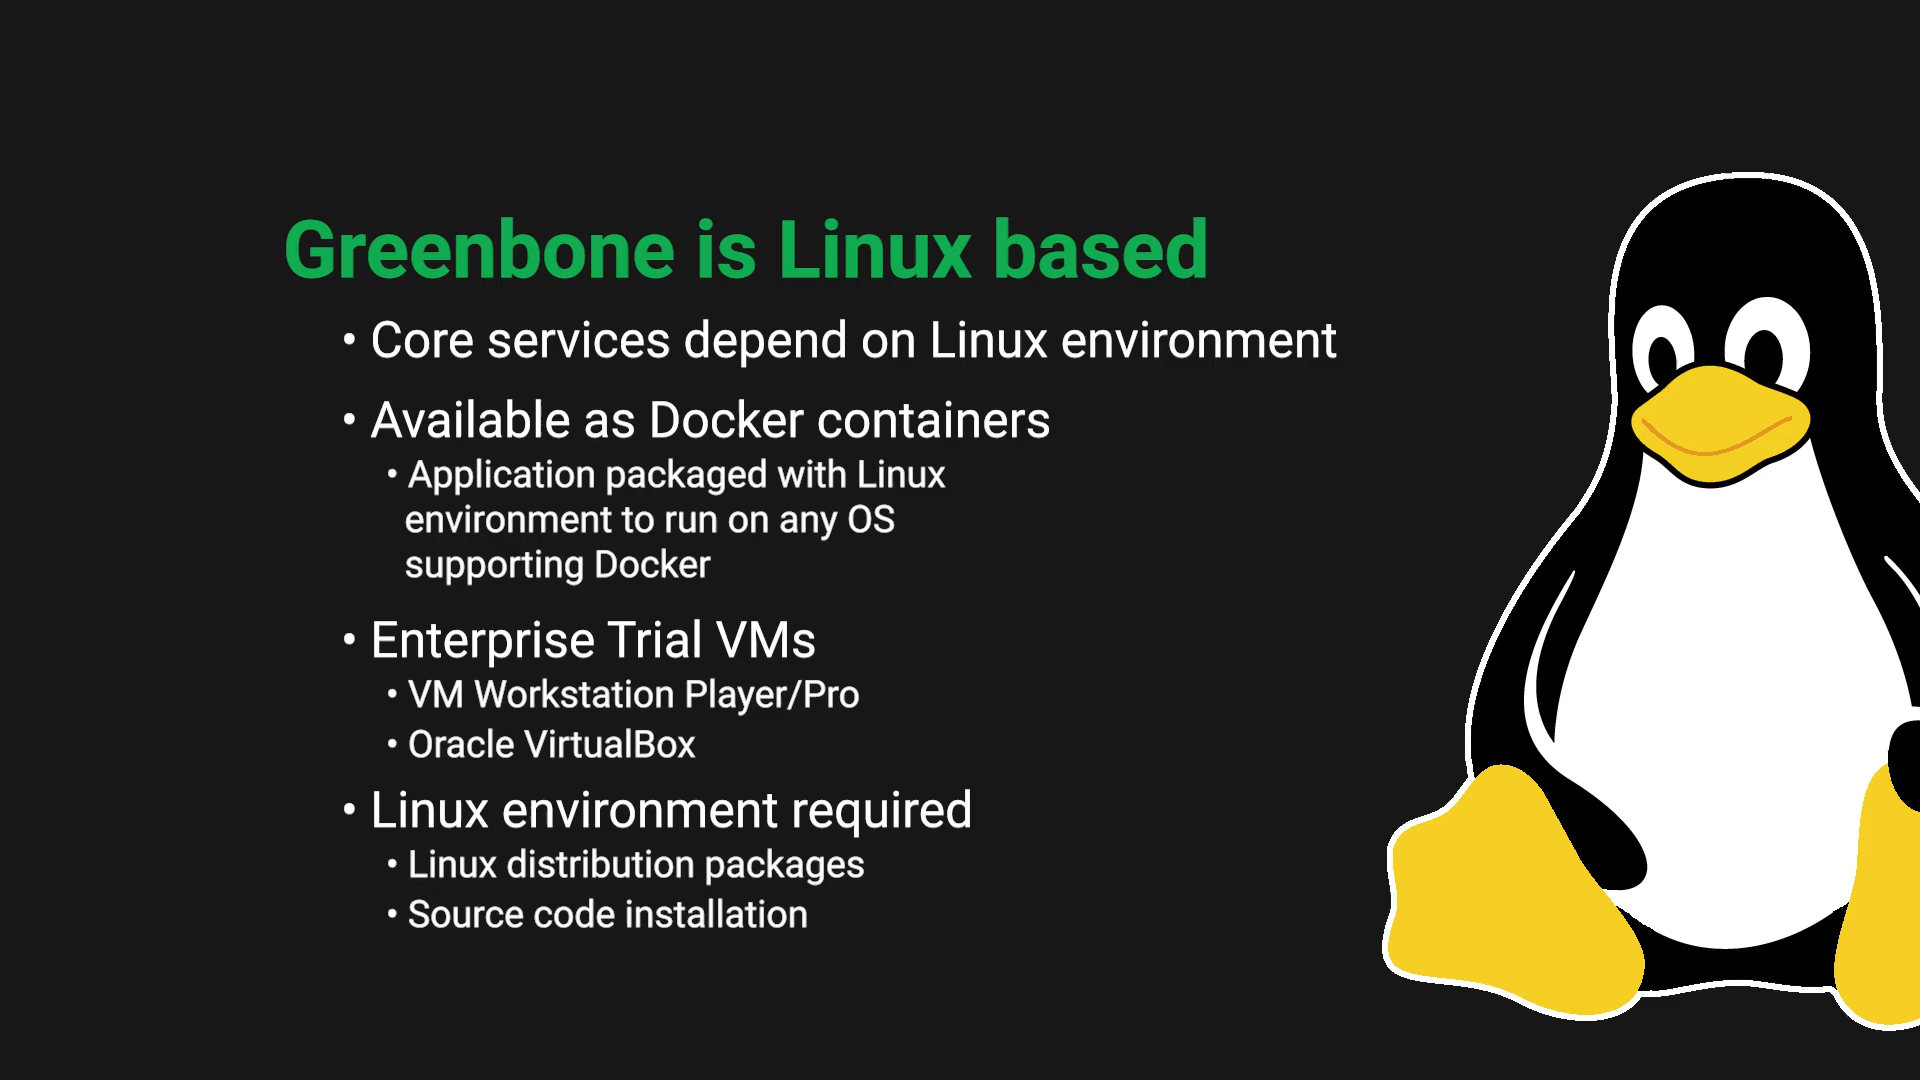 Greenbone is Linux based
• Core services depend on Linux environment
• Available as Docker containers
• Application packaged with Linux
environment to run on any OS
supporting Docker
• Enterprise Trial VMs
• VM Workstation Player/Pro
• Oracle VirtualBox
• Linux environment required
• Linux distribution packages
• Source code installation